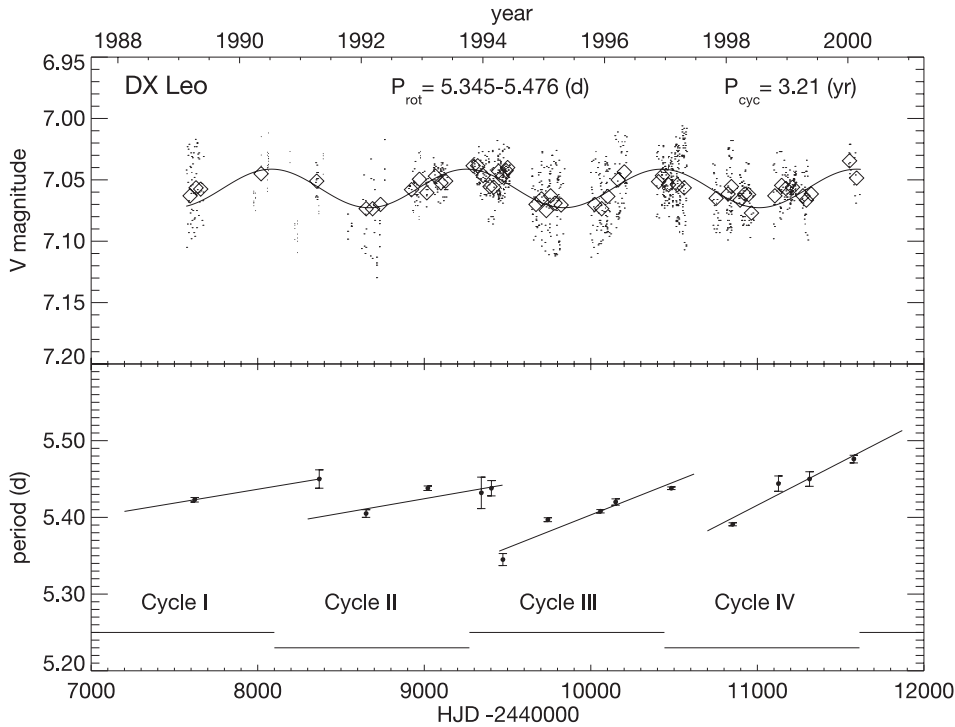 year
1988 1990 1992 1994 1996 1998 2000
6.95
DX Leo P_rot = 5.345-5.476 (d) P_cyc = 3.21 (yr)
7.00
7.05
7.10
7.15
7.20
V magnitude
5.50
5.40
5.30
5.20
period (d)
Cycle I Cycle II Cycle III Cycle IV
7000 8000 9000 10000 11000 12000
HJD -2440000